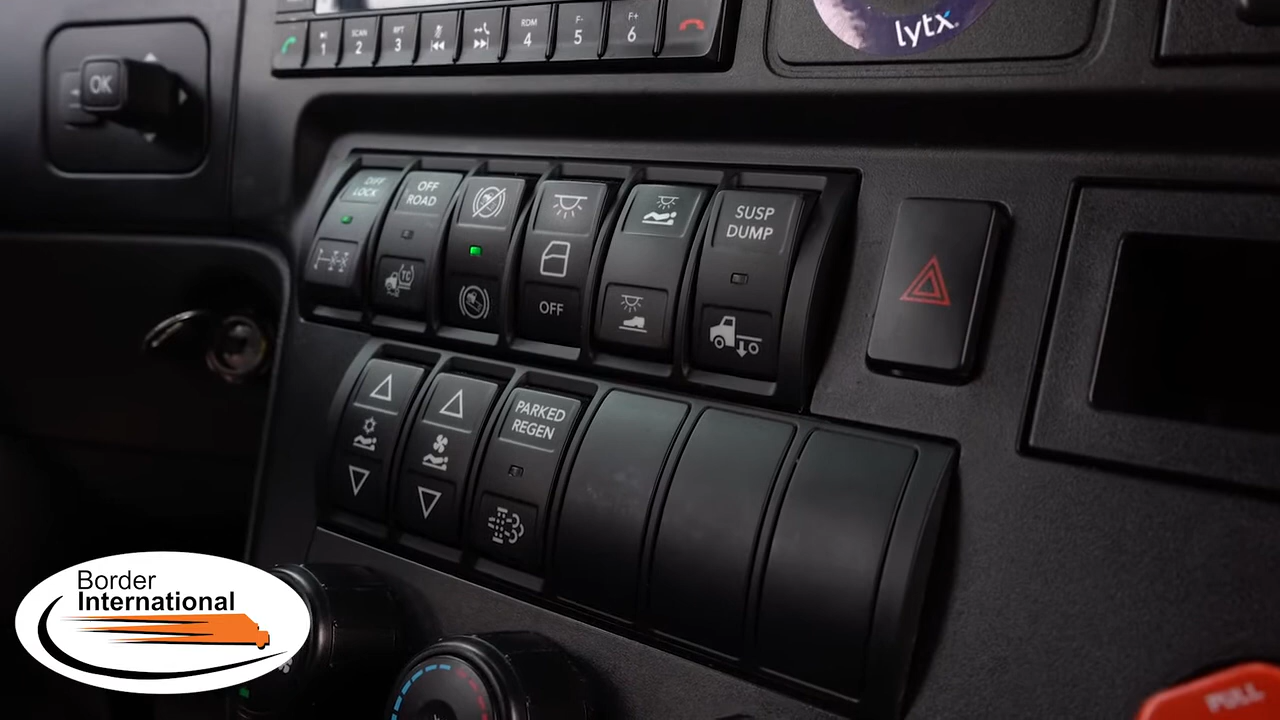 SCAN
RPT
RDM
F-
F+
1
2
3
4
5
6
lytx
OK
DIFF
LOCK
OFF
ROAD
TC
OFF
SUSP
DUMP
PARKED
REGEN
Border
International
PULL